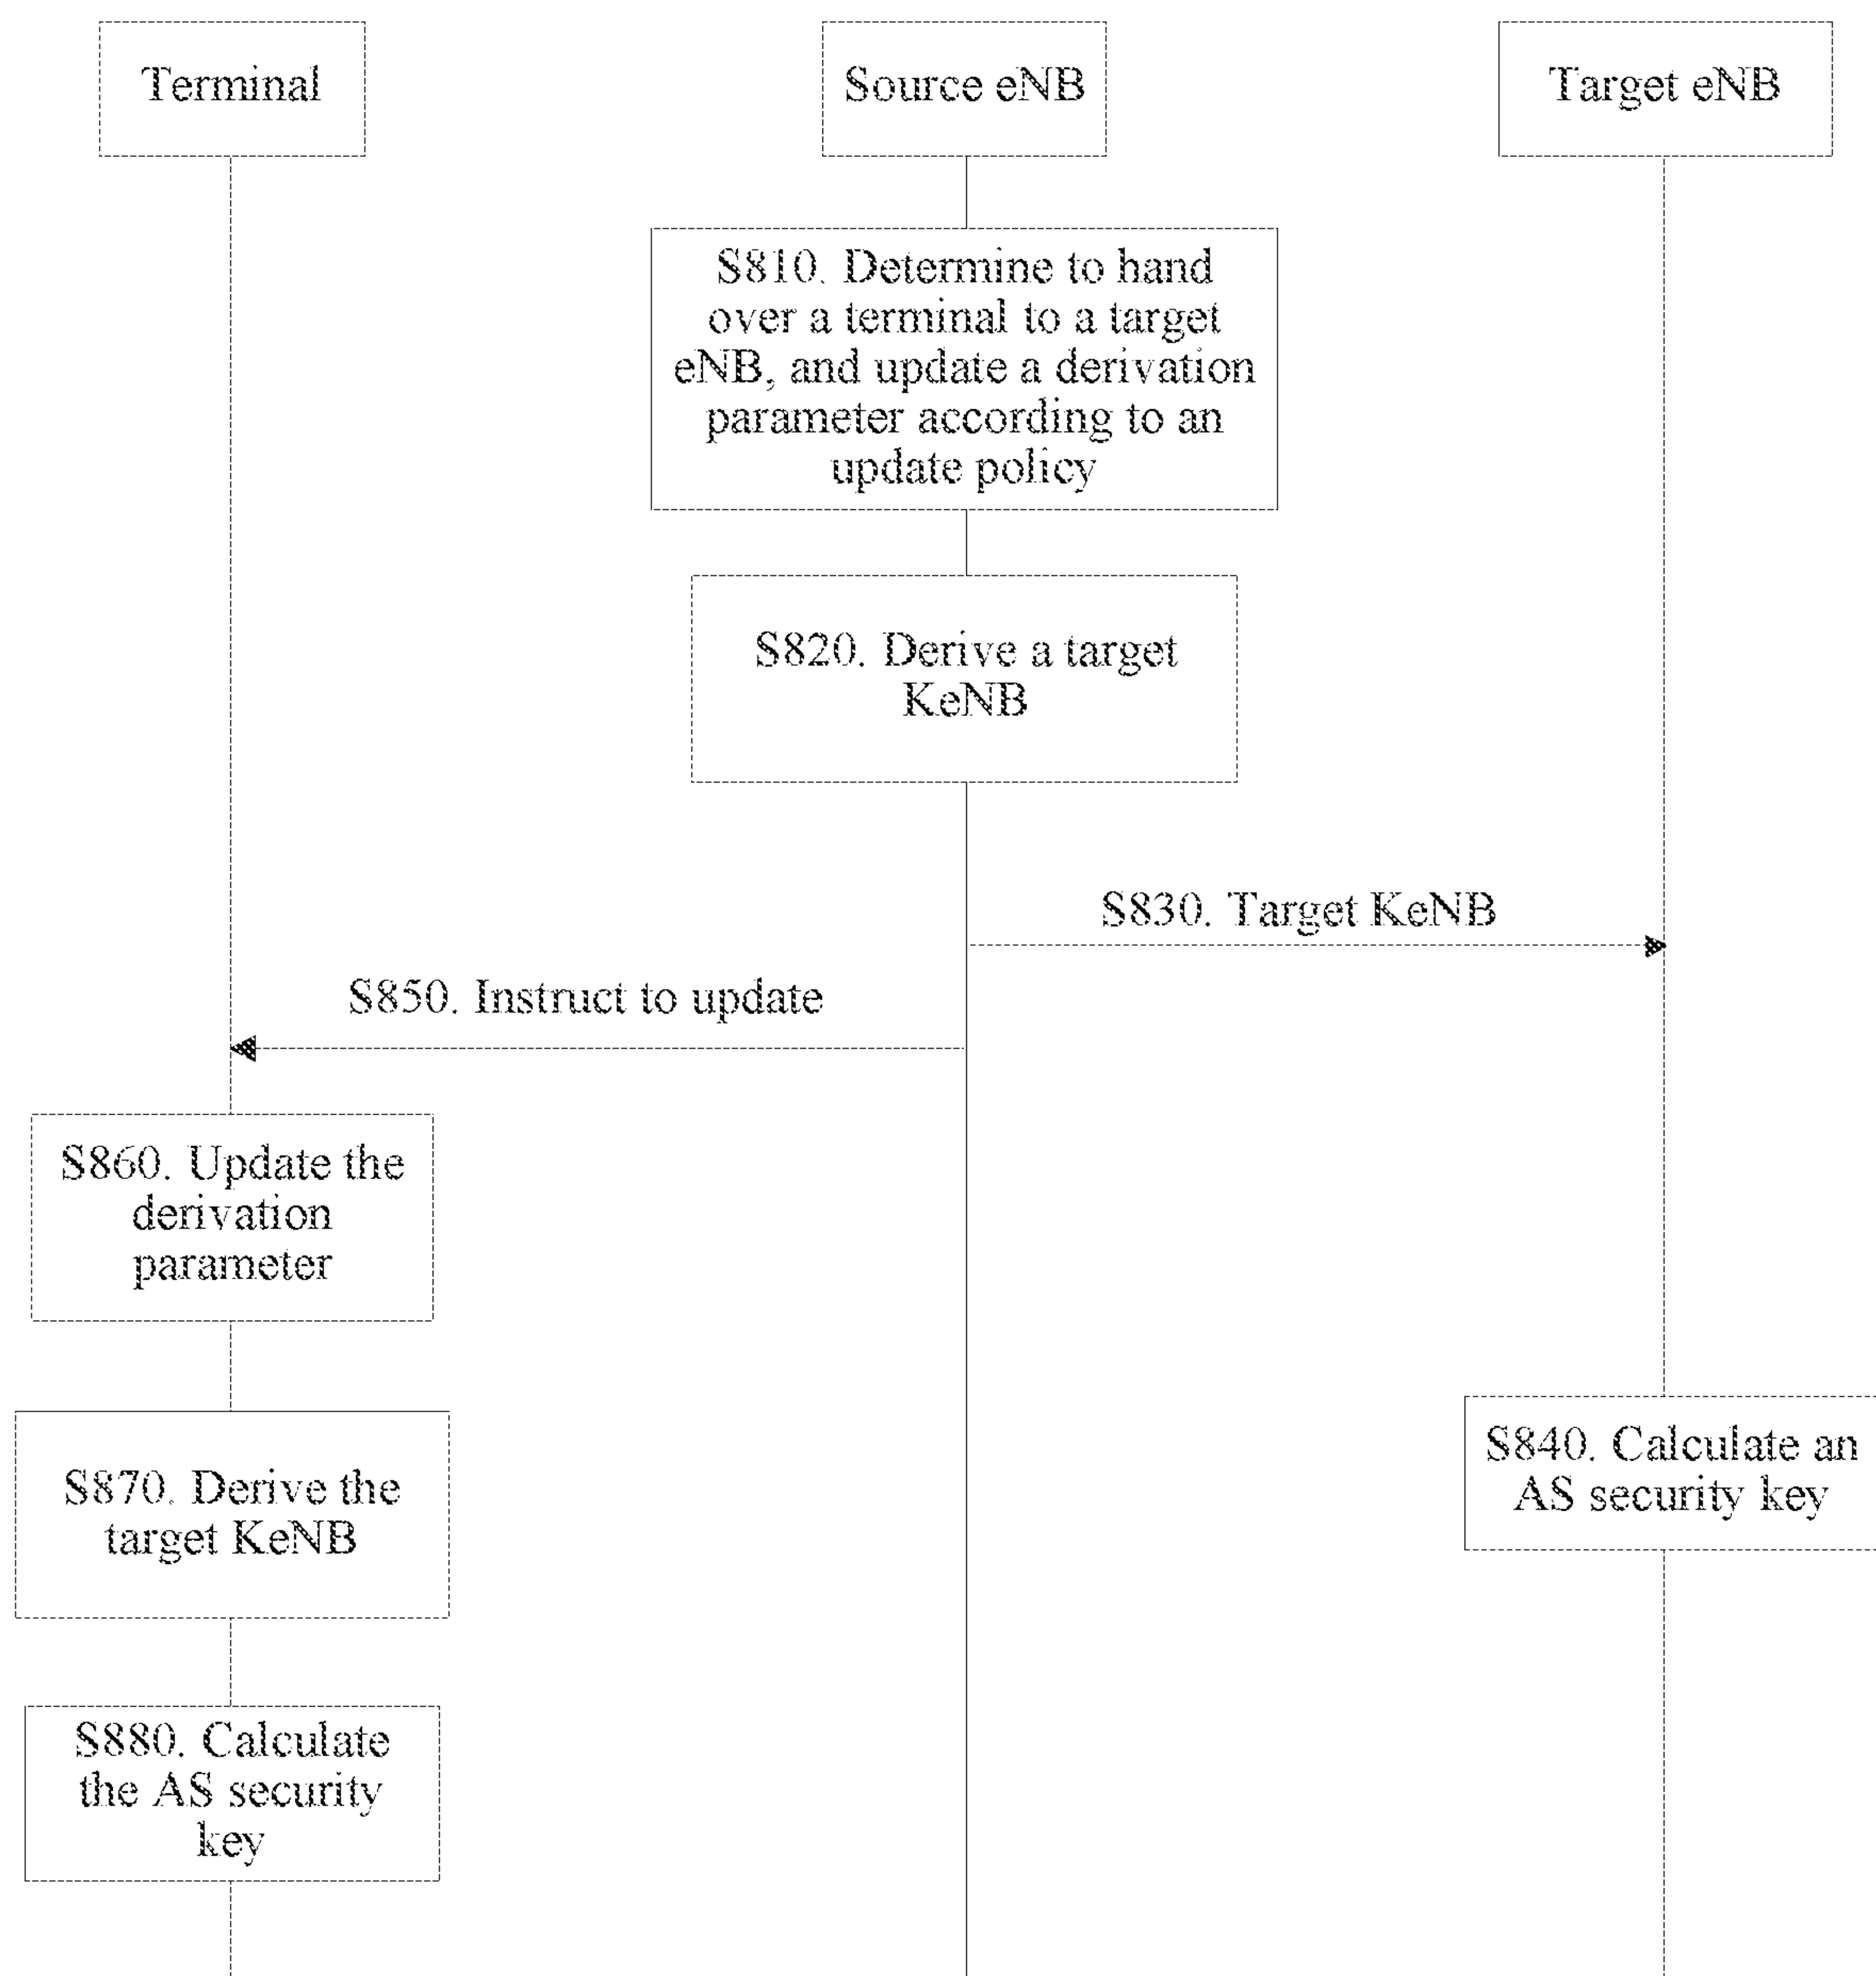 Terminal
Source eNB
Target eNB
S810. Determine to hand
over a terminal to a target
eNB, and update a derivation
parameter according to an
update policy
S820. Derive a target
KeNB
S830. Target KeNB
S850. Instruct to update
S860. Update the
derivation
parameter
S870. Derive the
target KeNB
S840. Calculate an
AS security key
S880. Calculate
the AS security
key